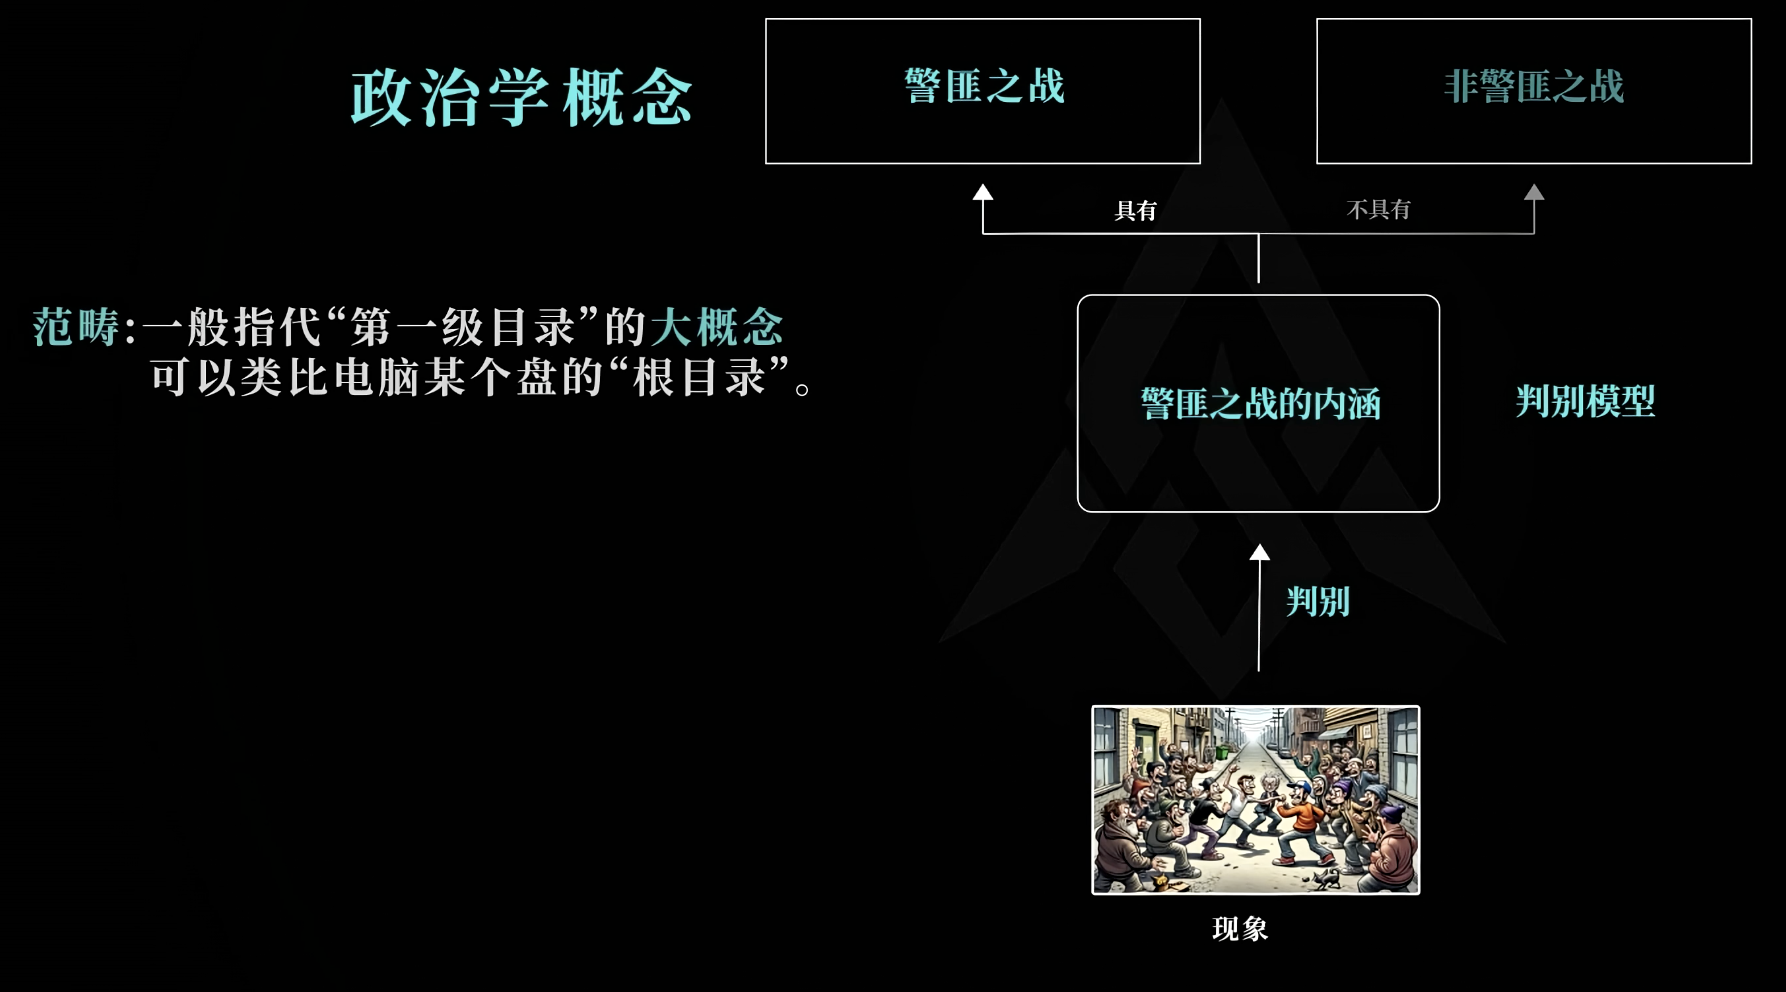 政治学概念
警匪之战
非警匪之战
具有
不具有
范畴:一般指代“第一级目录”的大概念
可以类比电脑某个盘的“根目录”。
警匪之战的内涵
判别模型
判别
现象